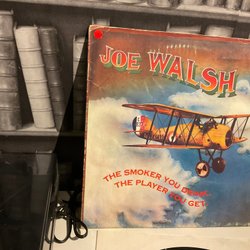 JOE WALSH
THE SMOKER YOU DRINK,
THE PLAYER YOU GET